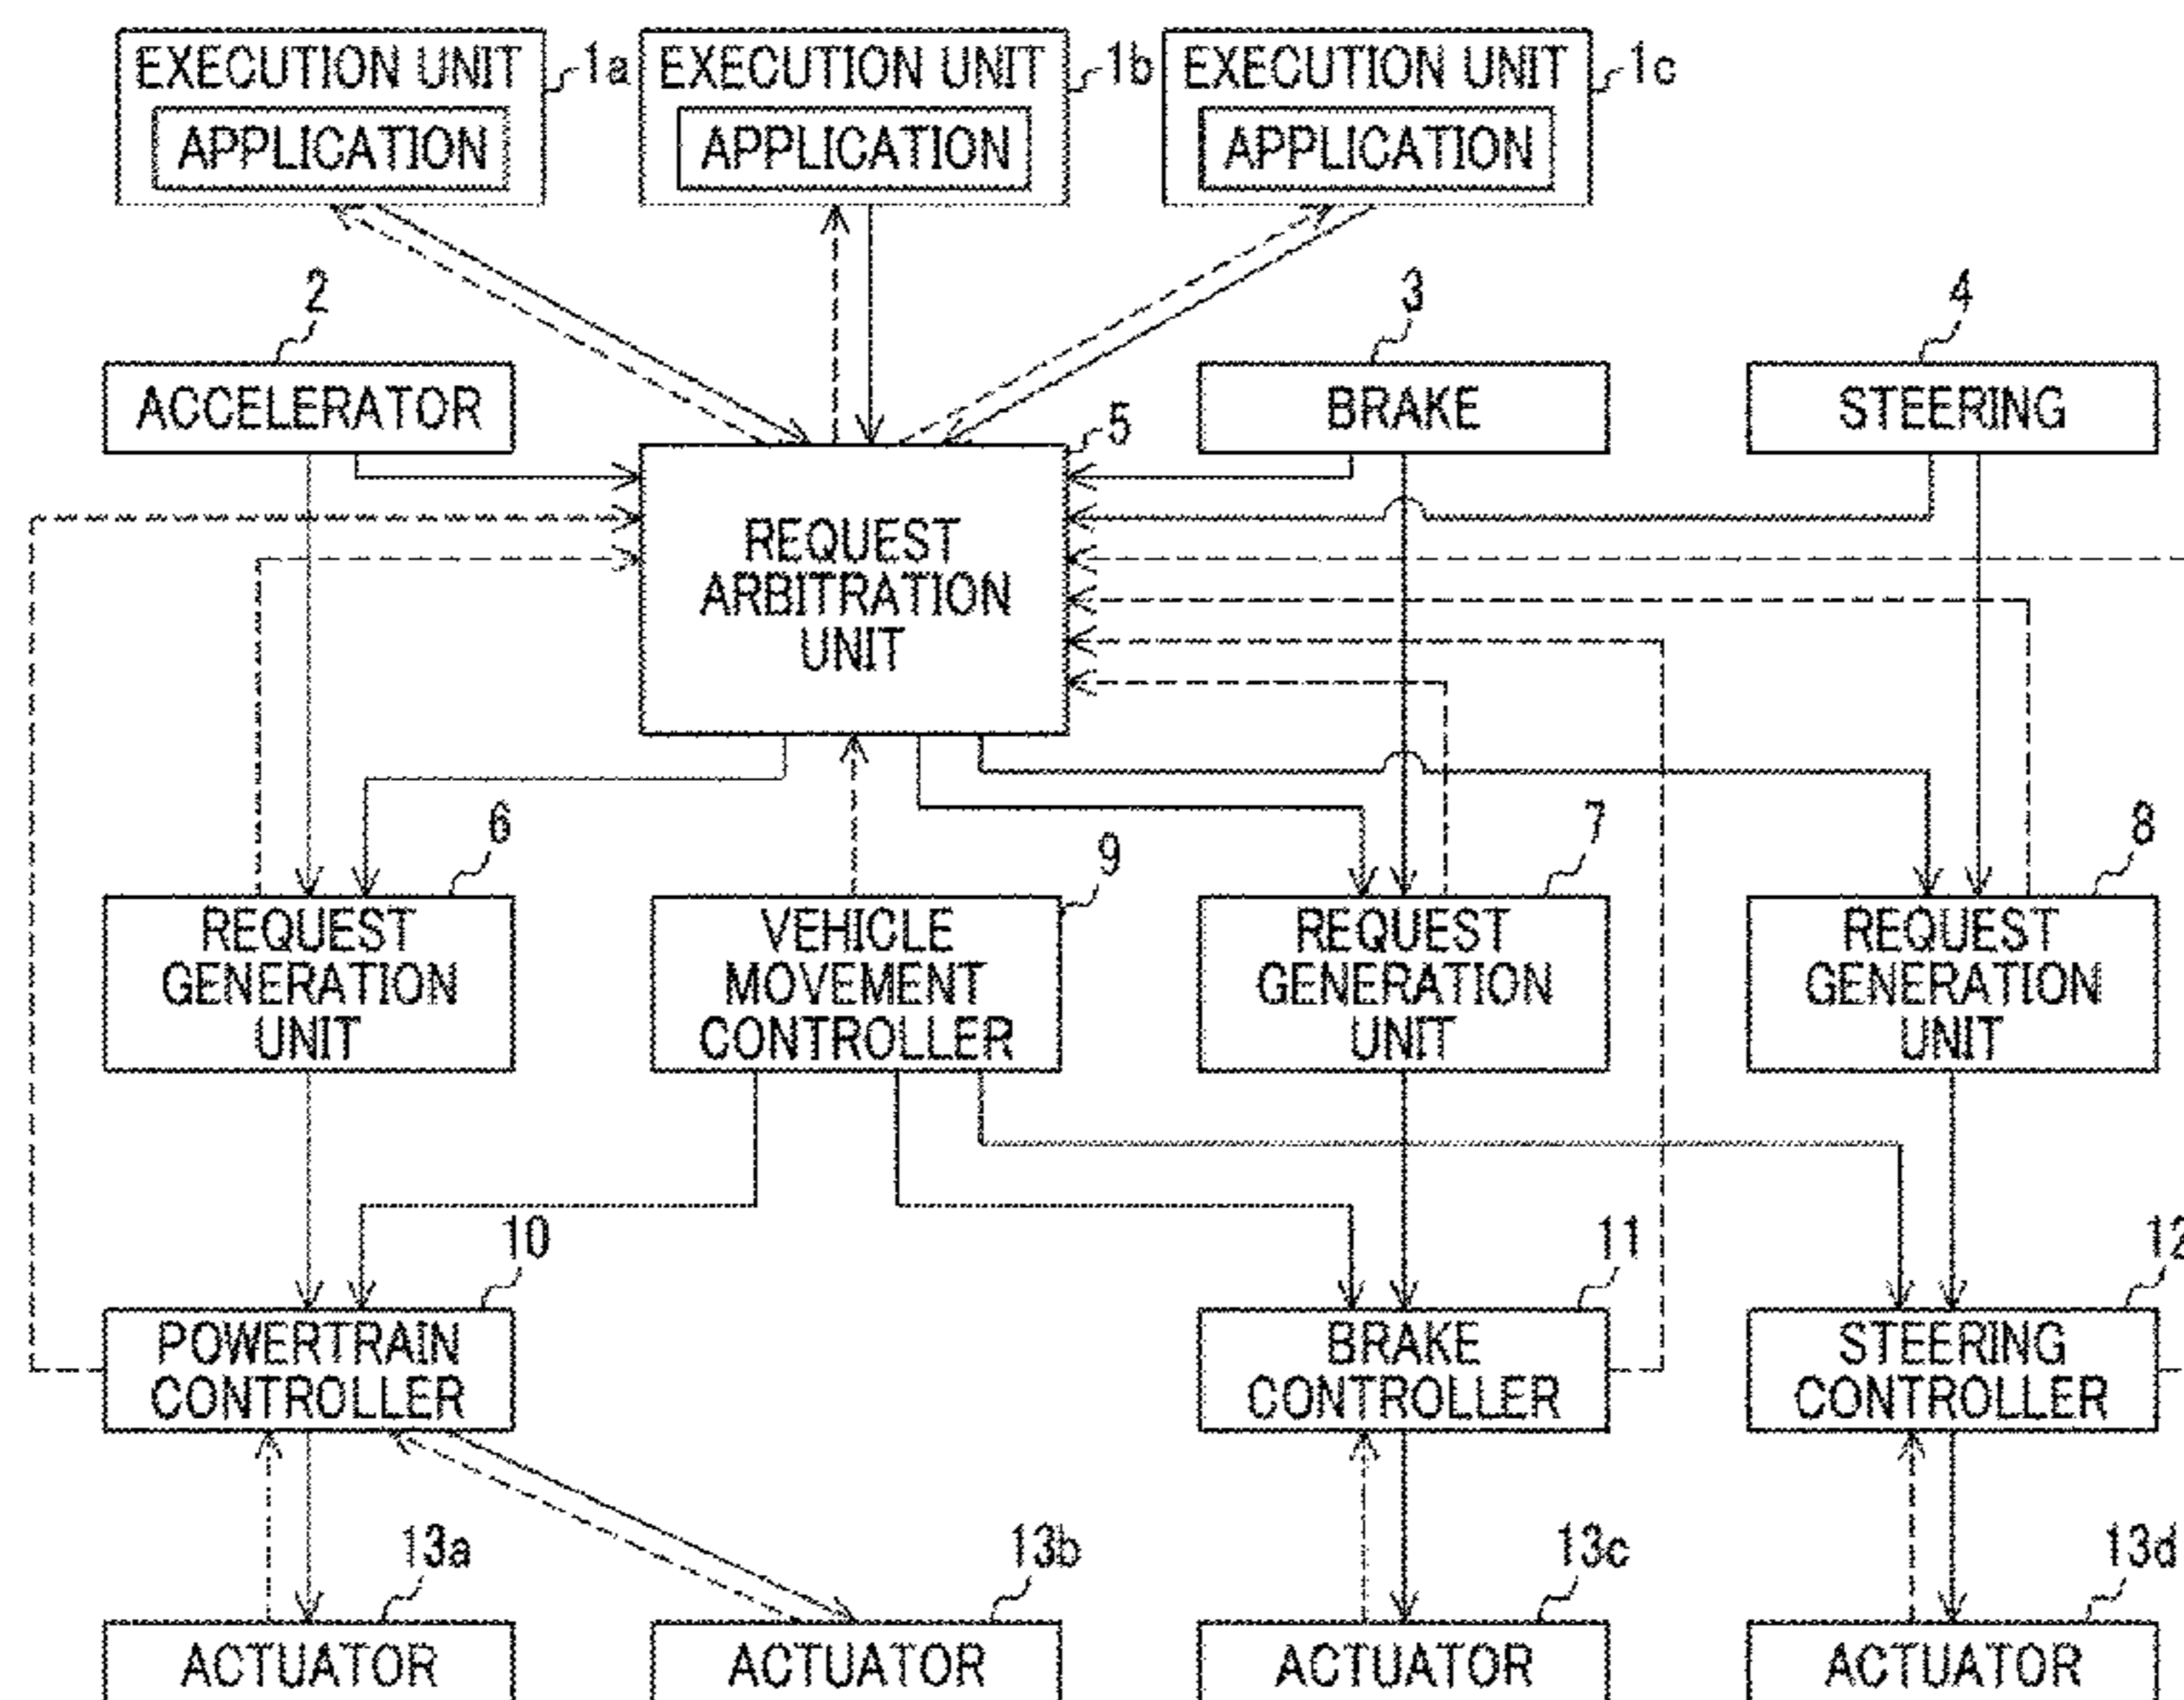 EXECUTION UNIT
APPLICATION
1a
EXECUTION UNIT
APPLICATION
1b
EXECUTION UNIT
APPLICATION
1c
2
ACCELERATOR
3
BRAKE
4
STEERING
5
REQUEST
ARBITRATION
UNIT
6
REQUEST
GENERATION
UNIT
9
VEHICLE
MOVEMENT
CONTROLLER
7
REQUEST
GENERATION
UNIT
8
REQUEST
GENERATION
UNIT
10
POWERTRAIN
CONTROLLER
11
BRAKE
CONTROLLER
12
STEERING
CONTROLLER
13a
ACTUATOR
13b
ACTUATOR
13c
ACTUATOR
13d
ACTUATOR